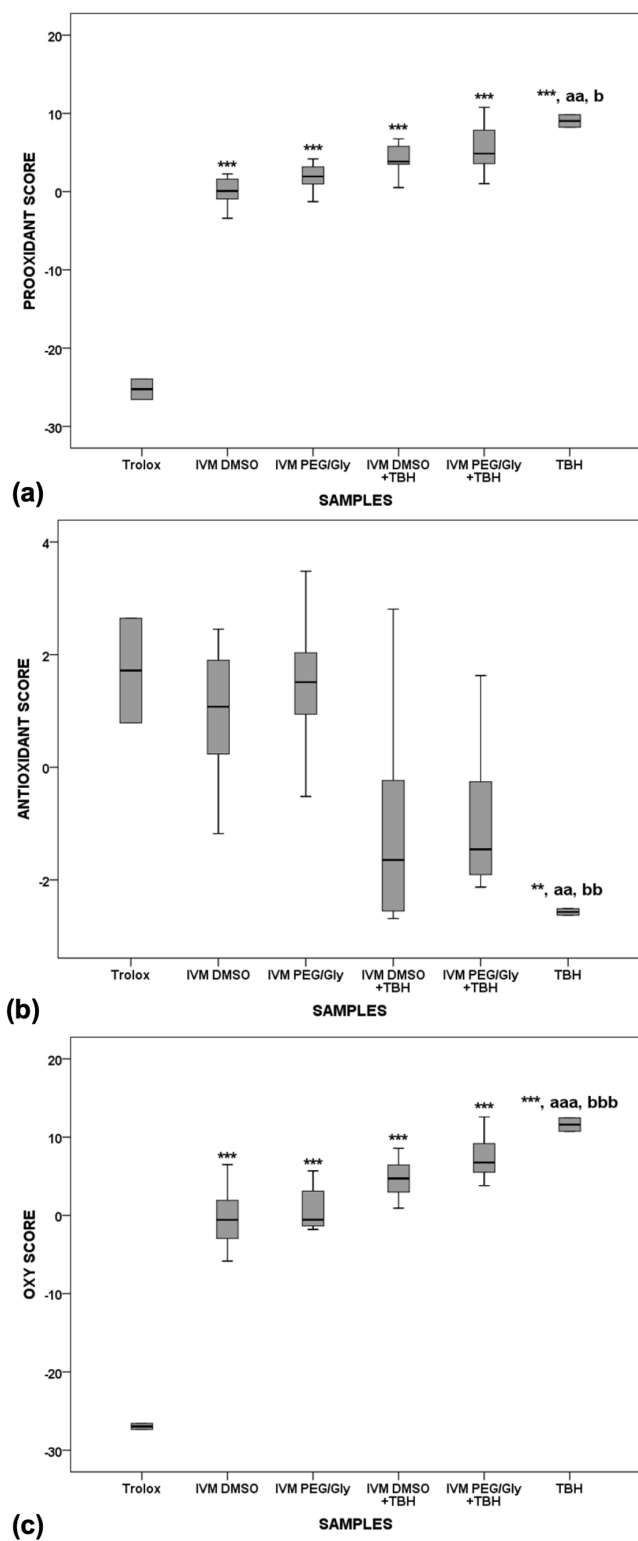 PROOXIDANT SCORE
20
10
0
-10
-20
-30
***
***
***
***
***, aa, b
Trolox
IVM DMSO
IVM PEG/Gly
IVM DMSO
+TBH
IVM PEG/Gly
+TBH
TBH
SAMPLES
(a)
ANTIOXIDANT SCORE
4
2
0
-2
**, aa, bb
Trolox
IVM DMSO
IVM PEG/Gly
IVM DMSO
+TBH
IVM PEG/Gly
+TBH
TBH
SAMPLES
(b)
OXY SCORE
20
10
0
-10
-20
-30
***
***
***
***
***, aaa, bbb
Trolox
IVM DMSO
IVM PEG/Gly
IVM DMSO
+TBH
IVM PEG/Gly
+TBH
TBH
SAMPLES
(c)